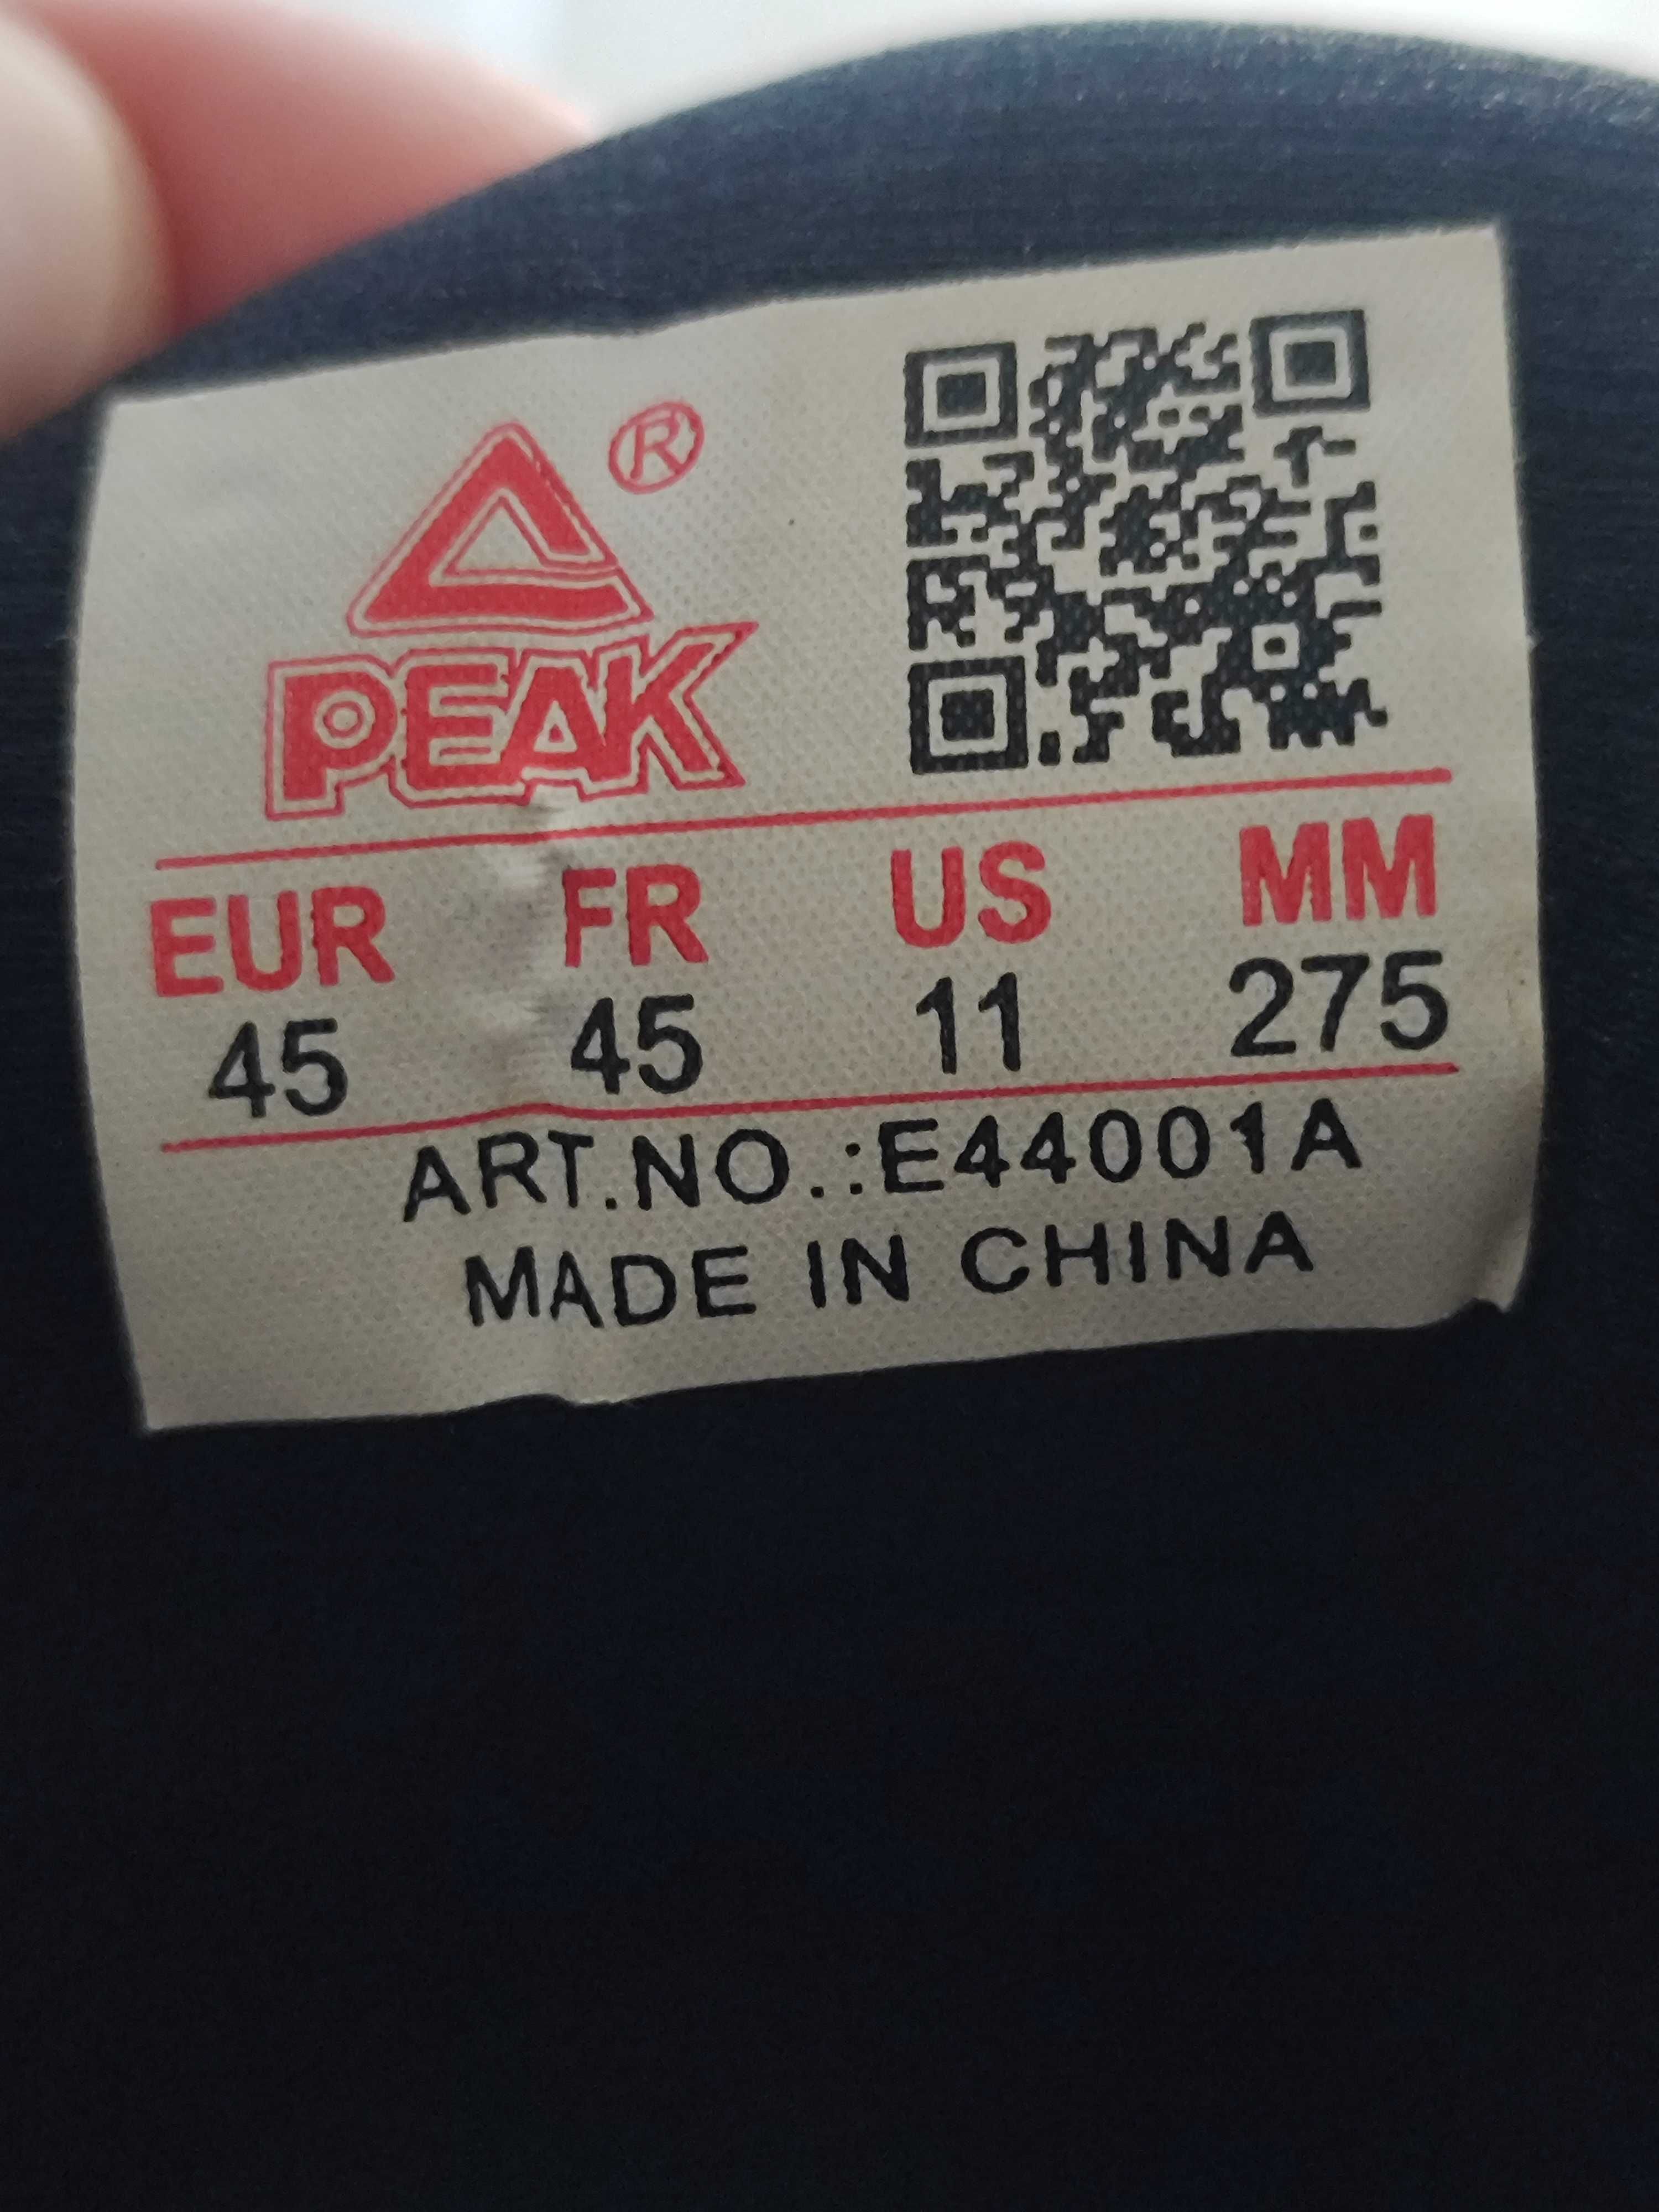 ®
PEAK
EUR FR US MM
45 45 11 275
ART.NO.:E44001A
MADE IN CHINA